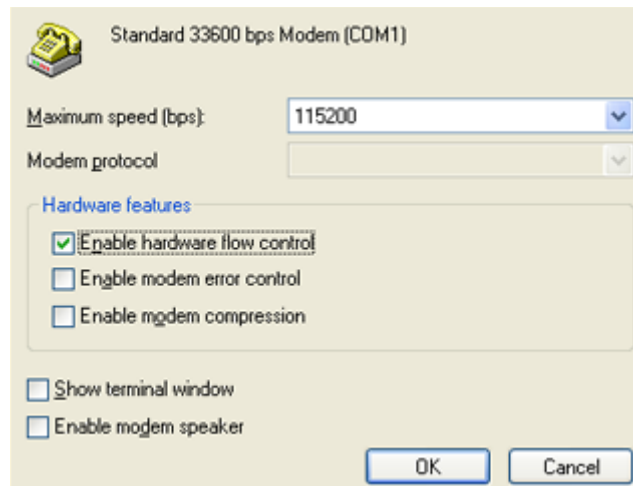 Standard 33600 bps Modem (COM1)
Maximum speed (bps):
115200
Modem protocol
Hardware features
Enable hardware flow control
Enable modem error control
Enable modem compression
Show terminal window
Enable modem speaker
OK
Cancel